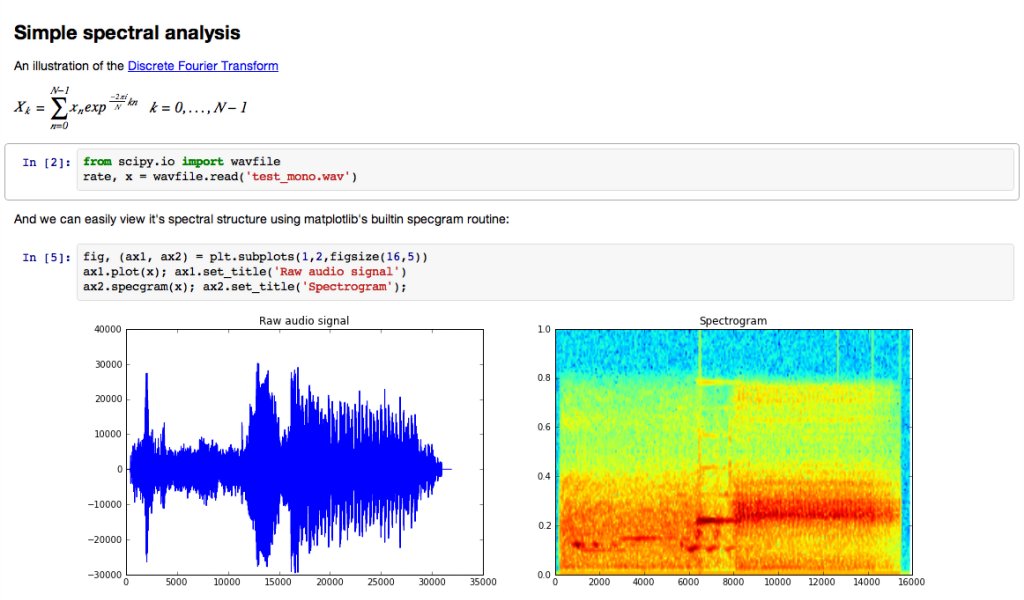 Simple spectral analysis
An illustration of the Discrete Fourier Transform
N−1
X_k = ∑ x_n exp^{\frac{-2πi}{N} kn} k = 0, . . . , N − 1
n=0
In [2]: from scipy.io import wavfile
rate, x = wavfile.read('test_mono.wav')
And we can easily view it's spectral structure using matplotlib's builtin specgram routine:
In [5]: fig, (ax1, ax2) = plt.subplots(1,2,figsize(16,5))
ax1.plot(x); ax1.set_title('Raw audio signal')
ax2.specgram(x); ax2.set_title('Spectrogram');
Raw audio signal
40000
30000
20000
10000
0
−10000
−20000
−30000
0 5000 10000 15000 20000 25000 30000 35000
Spectrogram
1.0
0.8
0.6
0.4
0.2
0.0
0 2000 4000 6000 8000 10000 12000 14000 16000